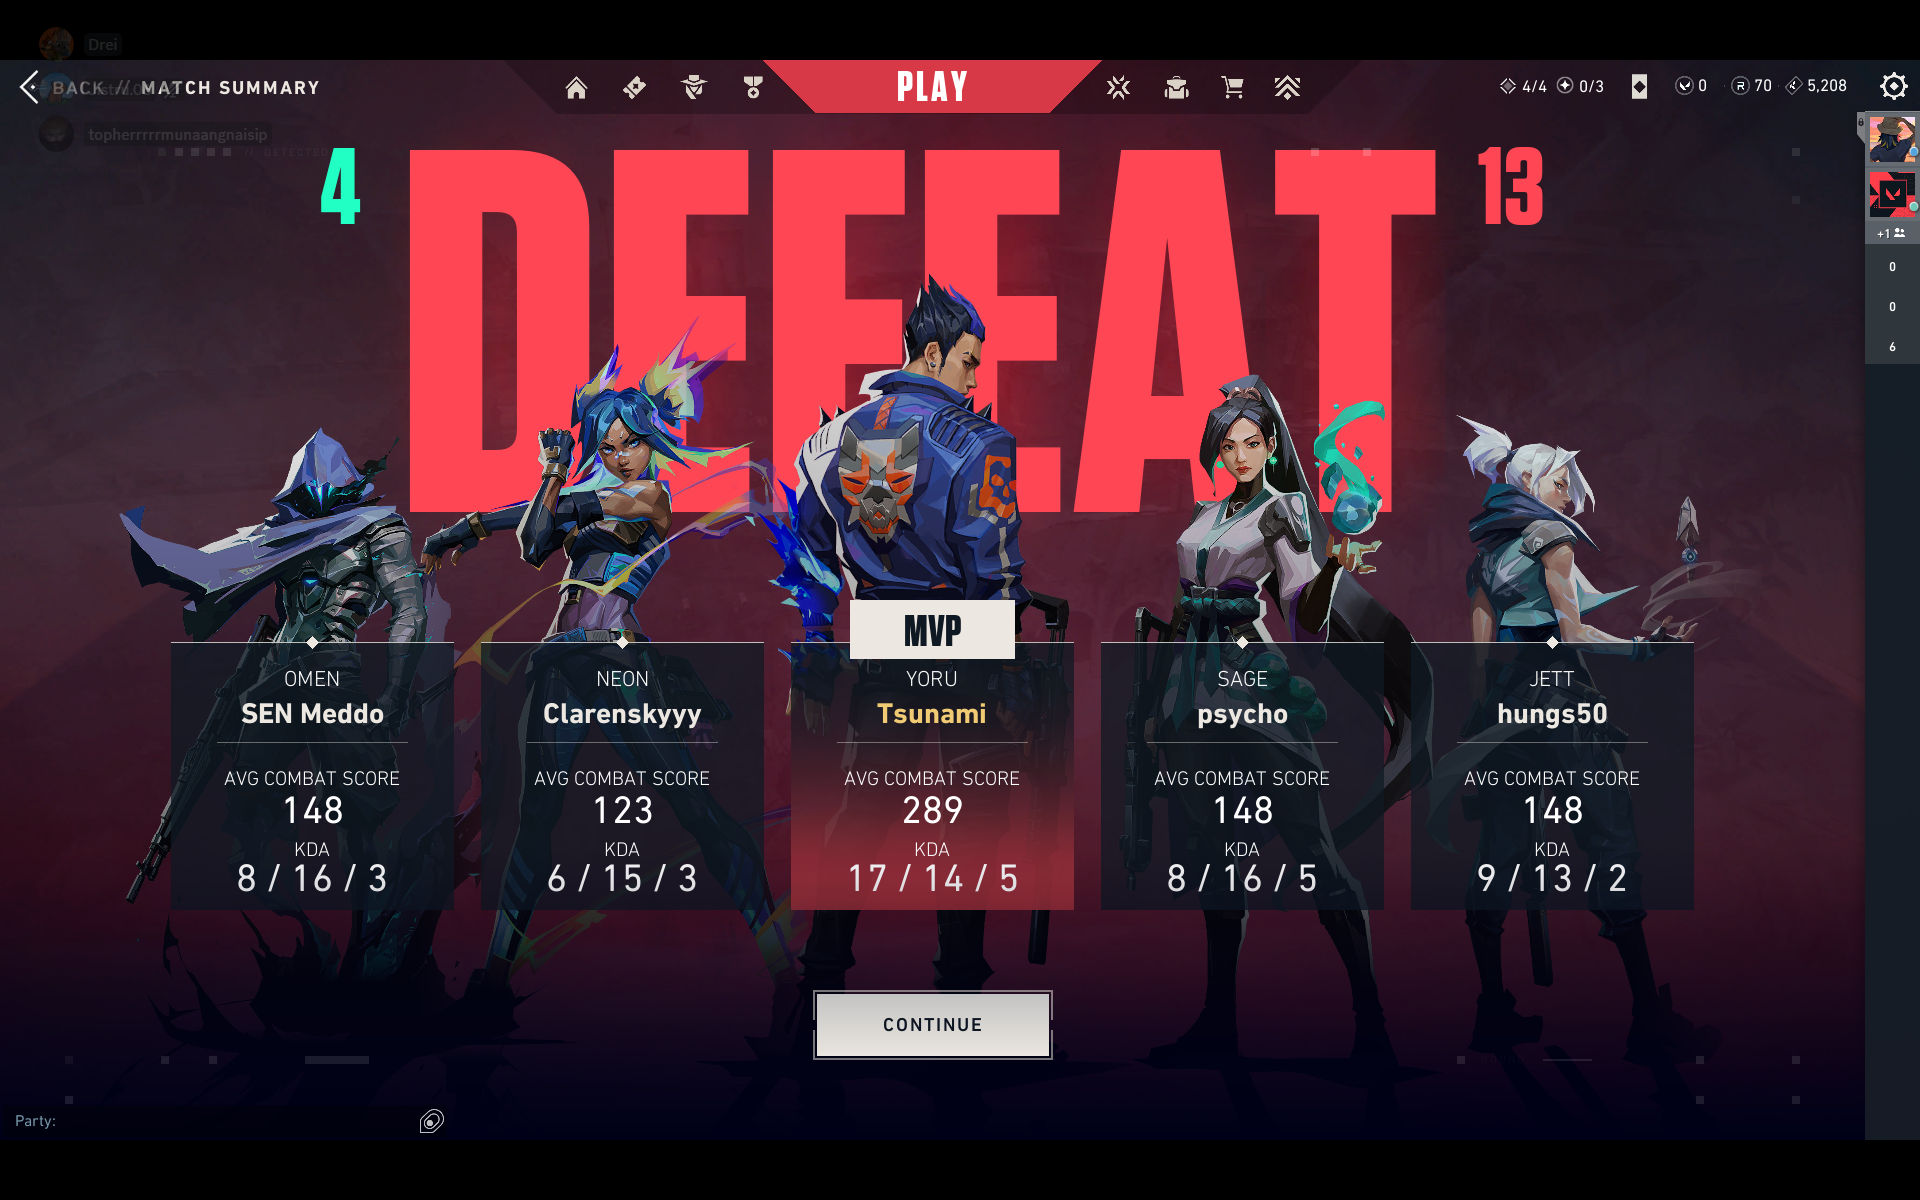 Drei
BACK // MATCH SUMMARY
PLAY
4/4
0/3
0
70
5,208
topherrrrrmunaangnaisip
// DETECTED
4
DEFEAT
13
+1
0
0
6
MVP
OMEN
SEN Meddo
AVG COMBAT SCORE
148
KDA
8 / 16 / 3
NEON
Clarenskyyy
AVG COMBAT SCORE
123
KDA
6 / 15 / 3
YORU
Tsunami
AVG COMBAT SCORE
289
KDA
17 / 14 / 5
SAGE
psycho
AVG COMBAT SCORE
148
KDA
8 / 16 / 5
JETT
hungs50
AVG COMBAT SCORE
148
KDA
9 / 13 / 2
CONTINUE
Party: